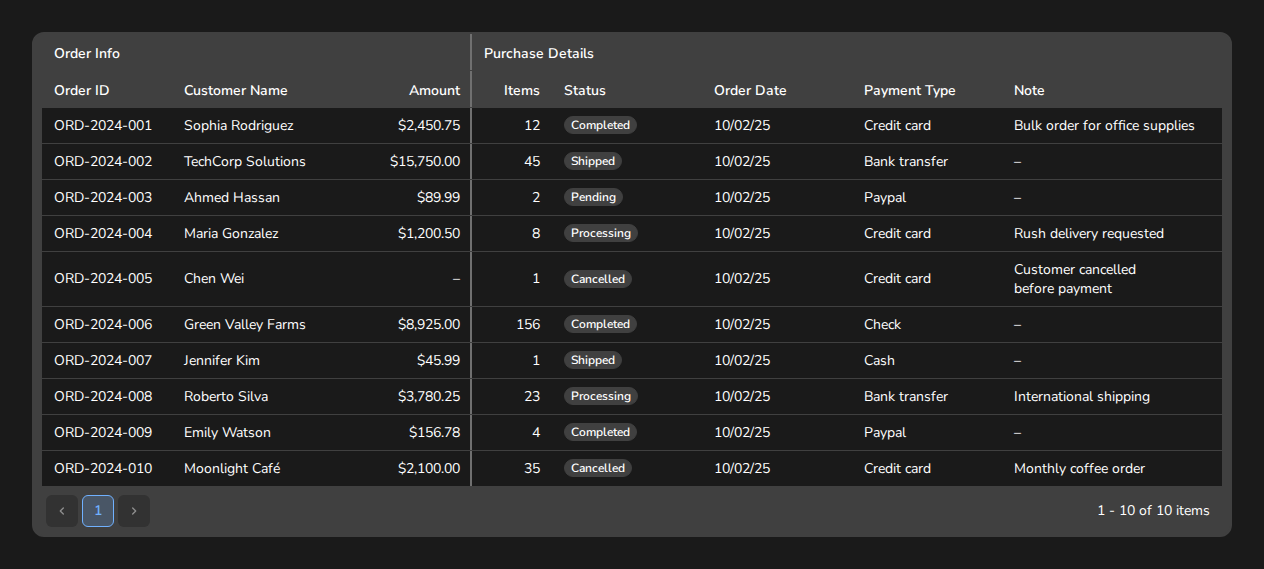 Order Info Purchase Details
Order ID Customer Name Amount Items Status Order Date Payment Type Note
ORD-2024-001 Sophia Rodriguez $2,450.75 12 Completed 10/02/25 Credit card Bulk order for office supplies
ORD-2024-002 TechCorp Solutions $15,750.00 45 Shipped 10/02/25 Bank transfer –
ORD-2024-003 Ahmed Hassan $89.99 2 Pending 10/02/25 Paypal –
ORD-2024-004 Maria Gonzalez $1,200.50 8 Processing 10/02/25 Credit card Rush delivery requested
ORD-2024-005 Chen Wei – 1 Cancelled 10/02/25 Credit card Customer cancelled
before payment
ORD-2024-006 Green Valley Farms $8,925.00 156 Completed 10/02/25 Check –
ORD-2024-007 Jennifer Kim $45.99 1 Shipped 10/02/25 Cash –
ORD-2024-008 Roberto Silva $3,780.25 23 Processing 10/02/25 Bank transfer International shipping
ORD-2024-009 Emily Watson $156.78 4 Completed 10/02/25 Paypal –
ORD-2024-010 Moonlight Café $2,100.00 35 Cancelled 10/02/25 Credit card Monthly coffee order
‹ 1 › 1 - 10 of 10 items